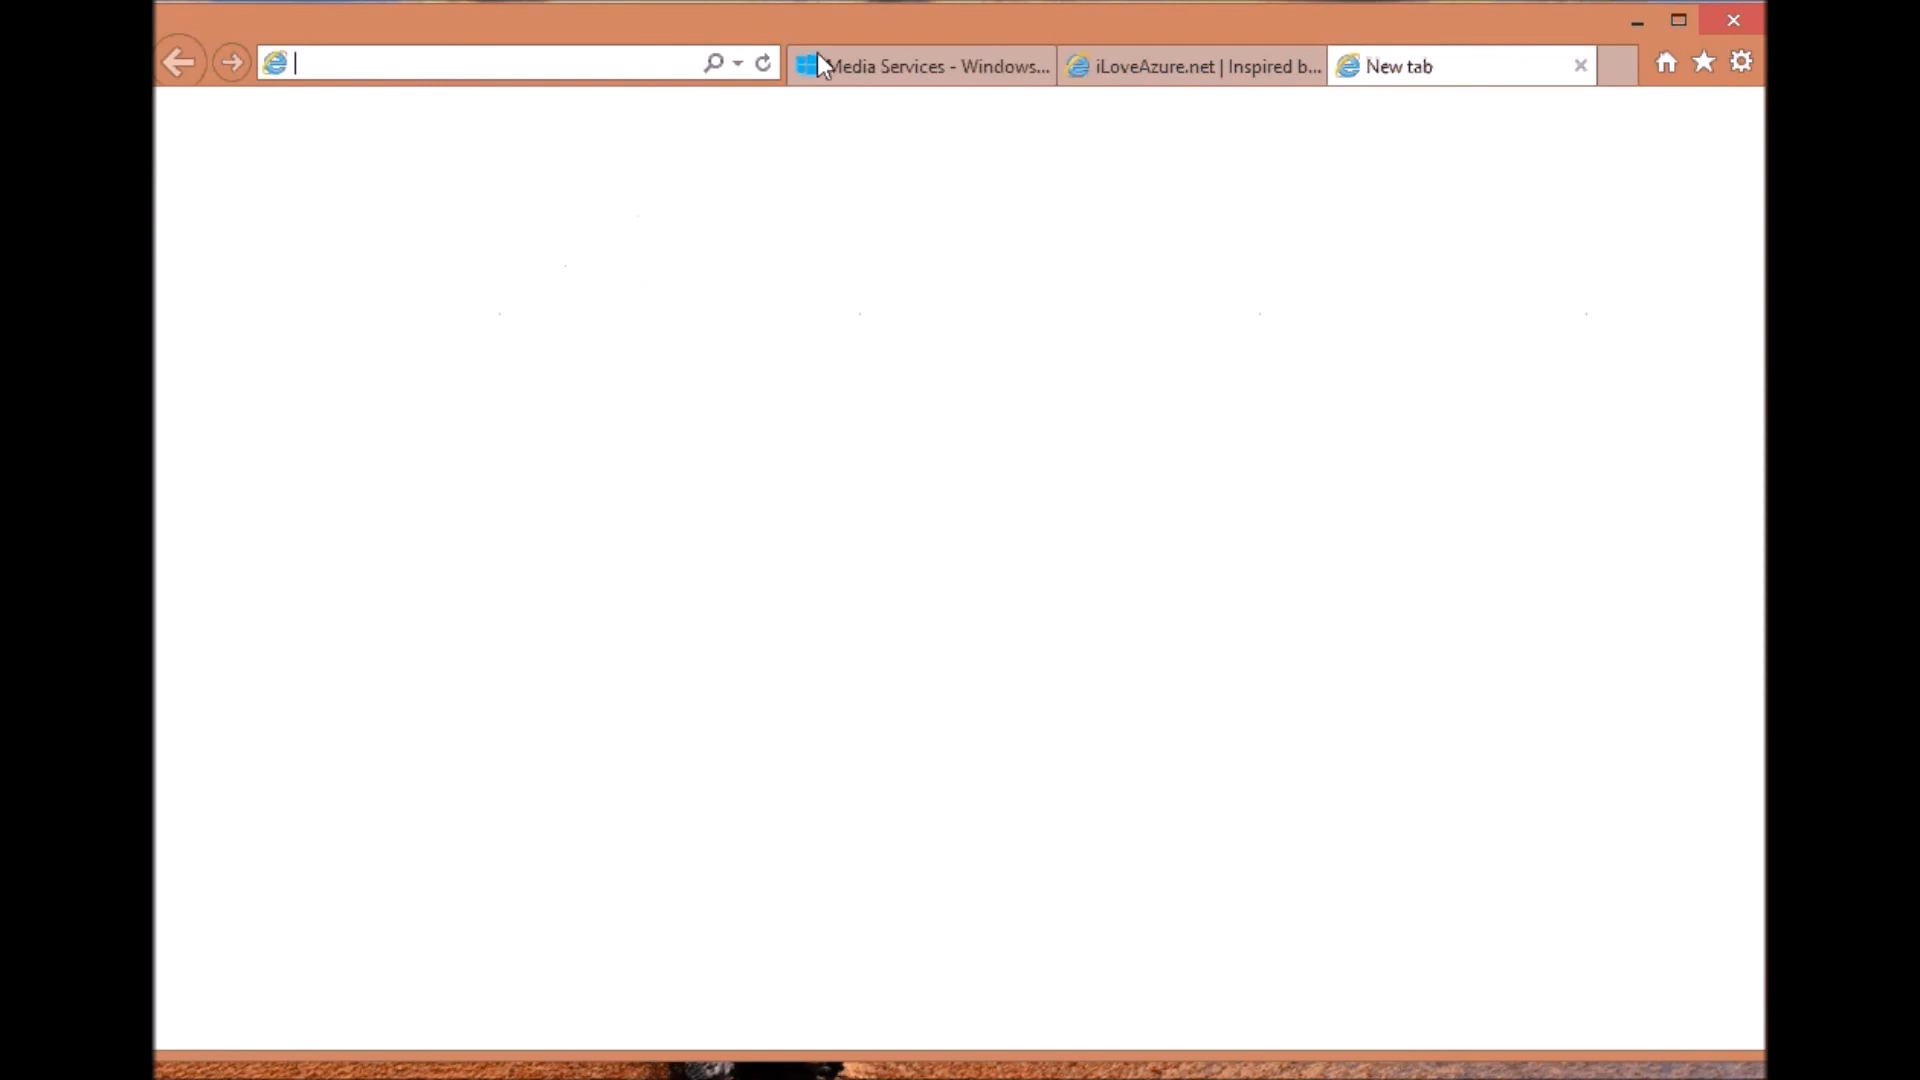 Media Services - Windows...
iLoveAzure.net | Inspired b...
New tab